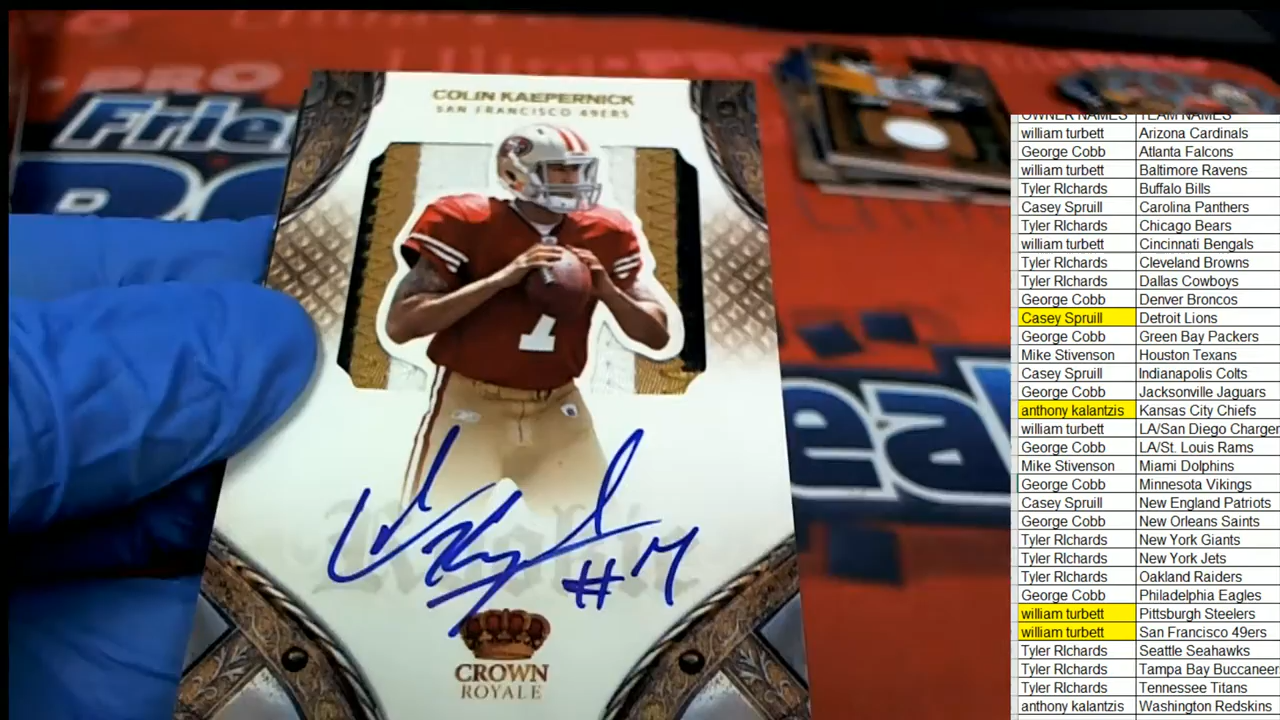 PRO
Frie
COLIN KAEPERNICK
SAN FRANCISCO 49ERS
1
Rookie
#7
CROWN
ROYALE
eal
OWNER NAMES TEAM NAMES
william turbett Arizona Cardinals
George Cobb Atlanta Falcons
william turbett Baltimore Ravens
Tyler RIchards Buffalo Bills
Casey Spruill Carolina Panthers
Tyler RIchards Chicago Bears
william turbett Cincinnati Bengals
Tyler RIchards Cleveland Browns
Tyler RIchards Dallas Cowboys
George Cobb Denver Broncos
Casey Spruill Detroit Lions
George Cobb Green Bay Packers
Mike Stivenson Houston Texans
Casey Spruill Indianapolis Colts
George Cobb Jacksonville Jaguars
anthony kalantzis Kansas City Chiefs
william turbett LA/San Diego Charger
George Cobb LA/St. Louis Rams
Mike Stivenson Miami Dolphins
George Cobb Minnesota Vikings
Casey Spruill New England Patriots
George Cobb New Orleans Saints
Tyler RIchards New York Giants
Tyler RIchards New York Jets
Tyler RIchards Oakland Raiders
George Cobb Philadelphia Eagles
william turbett Pittsburgh Steelers
william turbett San Francisco 49ers
Tyler RIchards Seattle Seahawks
Tyler RIchards Tampa Bay Buccaneer
Tyler RIchards Tennessee Titans
anthony kalantzis Washington Redskins